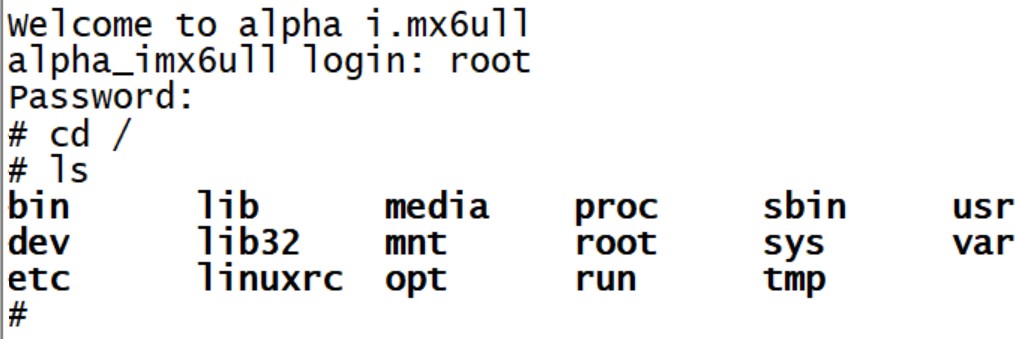 Welcome to alpha i.mx6ull
alpha_imx6ull login: root
Password:
# cd /
# ls
bin      lib      media    proc     sbin     usr
dev      lib32    mnt      root     sys      var
etc      linuxrc  opt      run      tmp
#